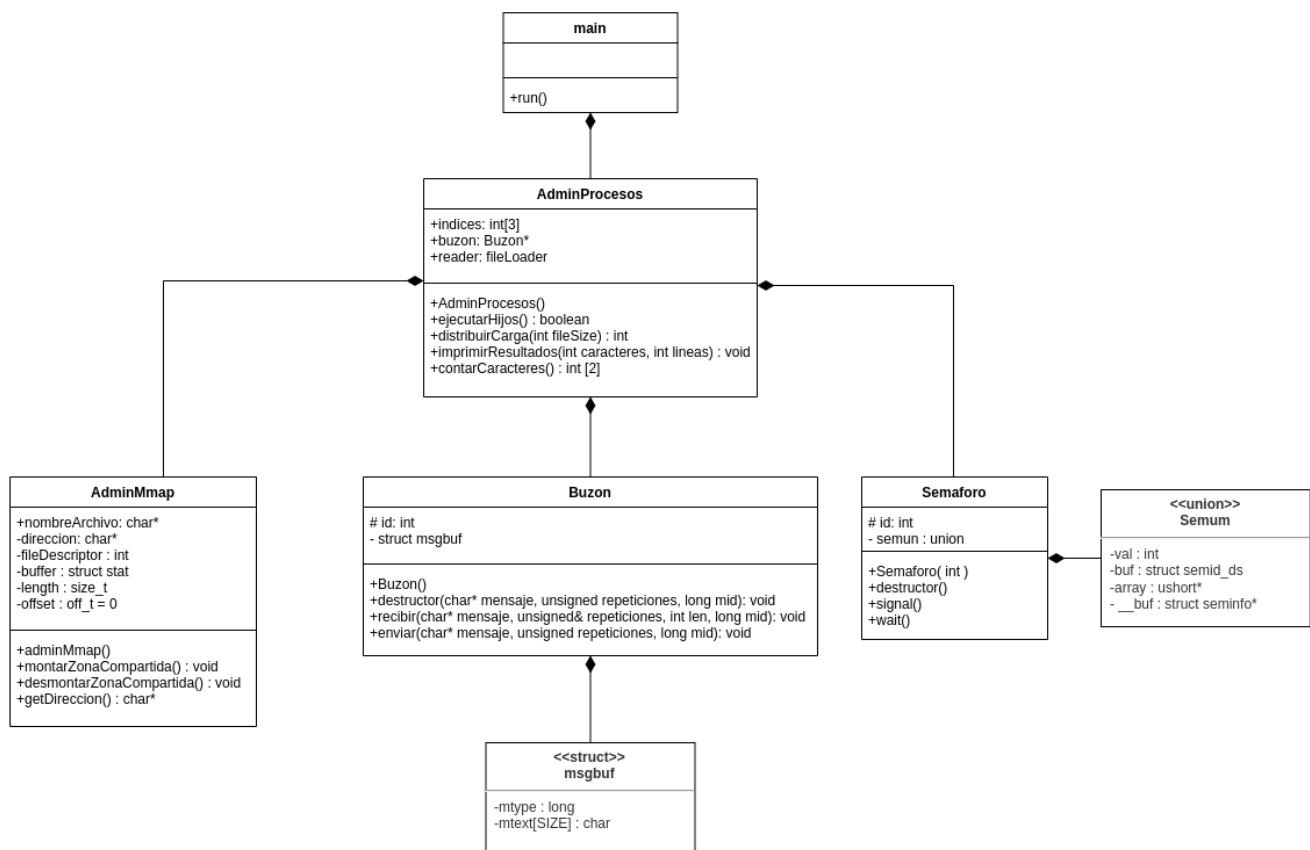 main
+run()
AdminProcesos
+indices: int[3]
+buzon: Buzon*
+reader: fileLoader
+AdminProcesos()
+ejecutarHijos() : boolean
+distribuirCarga(int fileSize) : int
+imprimirResultados(int caracteres, int lineas) : void
+contarCaracteres() : int [2]
AdminMmap
+nombreArchivo: char*
-direccion: char*
-fileDescriptor : int
-buffer : struct stat
-length : size_t
-offset : off_t = 0
+adminMmap()
+montarZonaCompartida() : void
+desmontarZonaCompartida() : void
+getDireccion() : char*
Buzon
# id: int
- struct msgbuf
+Buzon()
+destructor(char* mensaje, unsigned repeticiones, long mid): void
+recibir(char* mensaje, unsigned& repeticiones, int len, long mid): void
+enviar(char* mensaje, unsigned repeticiones, long mid): void
Semaforo
# id: int
- semun : union
+Semaforo( int )
+destructor()
+signal()
+wait()
<<union>>
Semum
-val : int
-buf : struct semid_ds
-array : ushort*
- __buf : struct seminfo*
<<struct>>
msgbuf
-mtype : long
-mtext[SIZE] : char